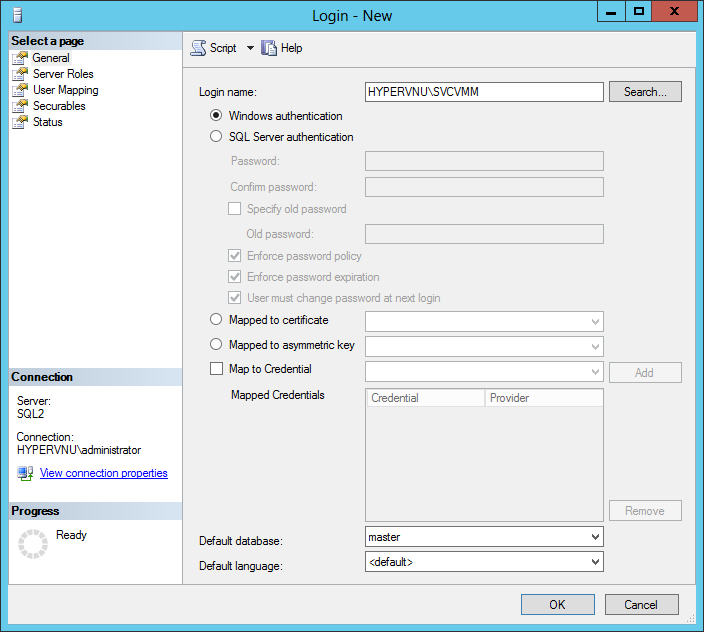 Login - New
Select a page
General
Server Roles
User Mapping
Securables
Status
Script
Help
Login name:
HYPERVNU\SVCVMM
Search...
Windows authentication
SQL Server authentication
Password:
Confirm password:
Specify old password
Old password:
Enforce password policy
Enforce password expiration
User must change password at next login
Mapped to certificate
Mapped to asymmetric key
Map to Credential
Add
Mapped Credentials
Credential Provider
Remove
Default database:
master
Default language:
<default>
Connection
Server:
SQL2
Connection:
HYPERVNU\administrator
View connection properties
Progress
Ready
OK
Cancel